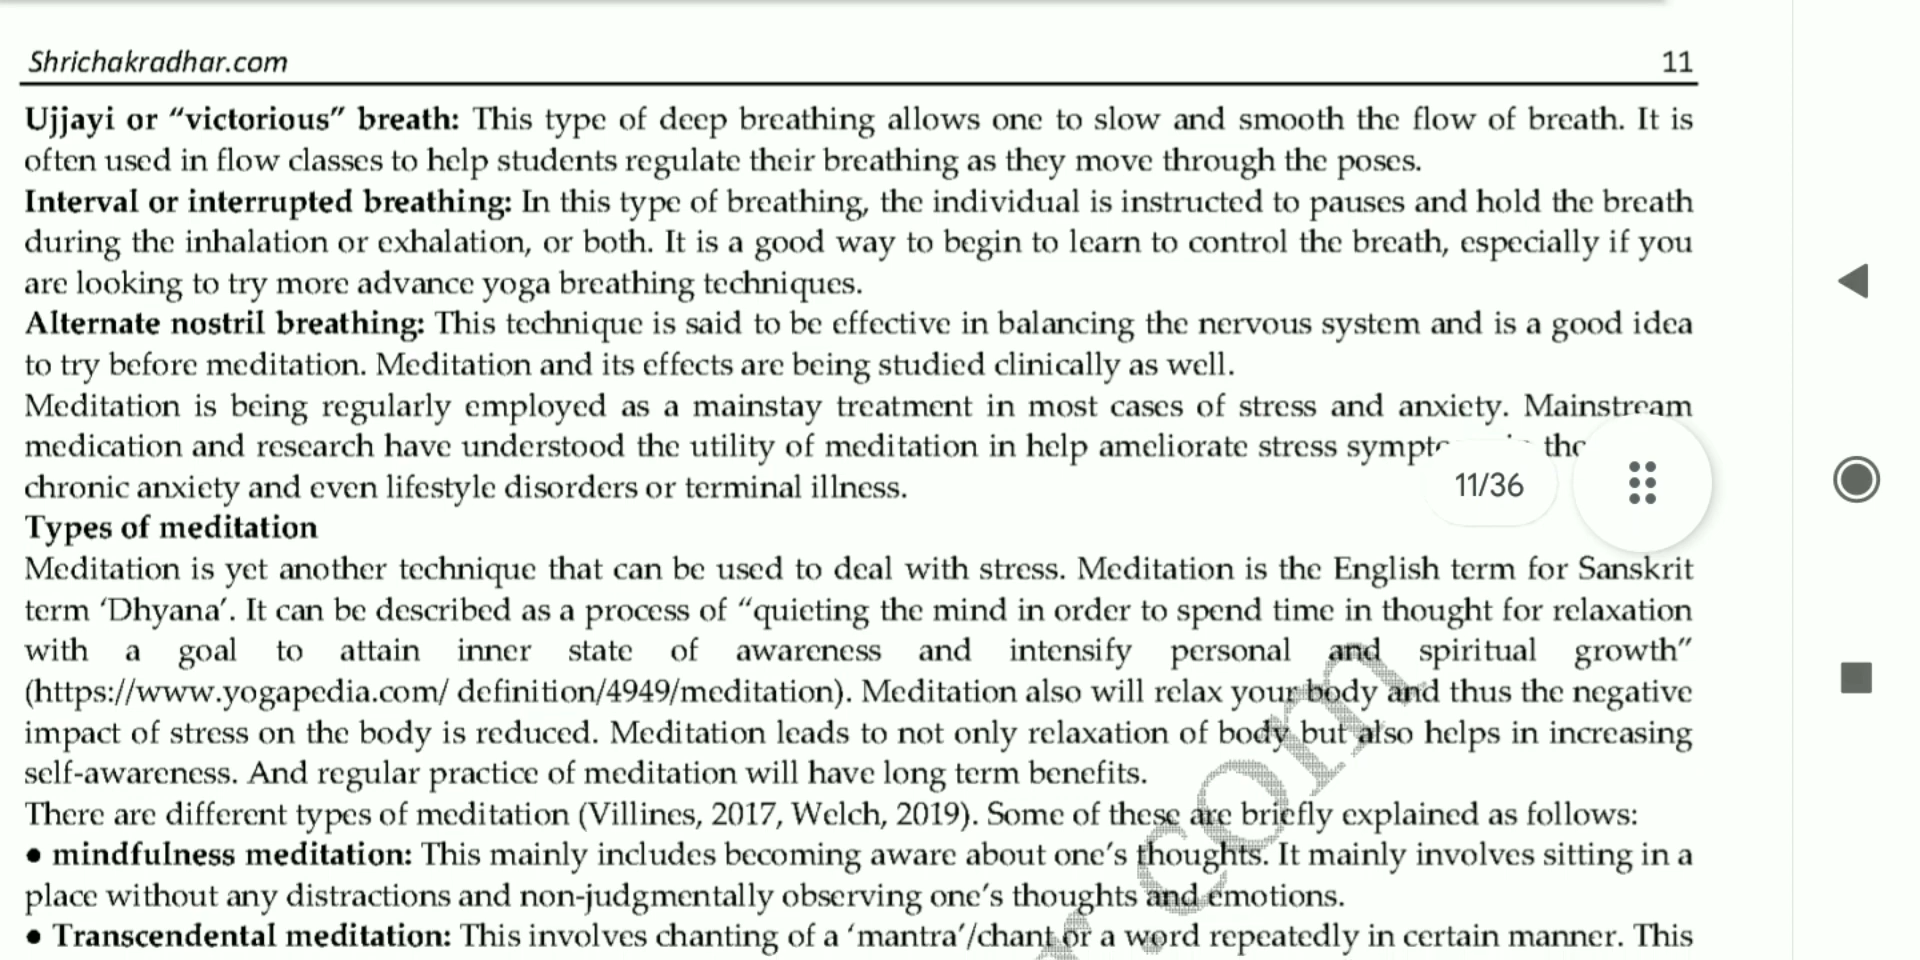 Shrichakradhar.com 11
Ujjayi or “victorious” breath: This type of deep breathing allows one to slow and smooth the flow of breath. It is
often used in flow classes to help students regulate their breathing as they move through the poses.
Interval or interrupted breathing: In this type of breathing, the individual is instructed to pauses and hold the breath
during the inhalation or exhalation, or both. It is a good way to begin to learn to control the breath, especially if you
are looking to try more advance yoga breathing techniques.
Alternate nostril breathing: This technique is said to be effective in balancing the nervous system and is a good idea
to try before meditation. Meditation and its effects are being studied clinically as well.
Meditation is being regularly employed as a mainstay treatment in most cases of stress and anxiety. Mainstream
medication and research have understood the utility of meditation in help ameliorate stress
chronic anxiety and even lifestyle disorders or terminal illness.
11/36
Types of meditation
Meditation is yet another technique that can be used to deal with stress. Meditation is the English term for Sanskrit
term ‘Dhyana’. It can be described as a process of “quieting the mind in order to spend time in thought for relaxation
with a goal to attain inner state of awareness and intensify personal and spiritual growth”
(https://www.yogapedia.com/ definition/4949/meditation). Meditation also will relax your body and thus the negative
impact of stress on the body is reduced. Meditation leads to not only relaxation of body but also helps in increasing
self-awareness. And regular practice of meditation will have long term benefits.
There are different types of meditation (Villines, 2017, Welch, 2019). Some of these are briefly explained as follows:
● mindfulness meditation: This mainly includes becoming aware about one’s thoughts. It mainly involves sitting in a
place without any distractions and non-judgmentally observing one’s thoughts and emotions.
● Transcendental meditation: This involves chanting of a ‘mantra’/chant or a word repeatedly in certain manner. This